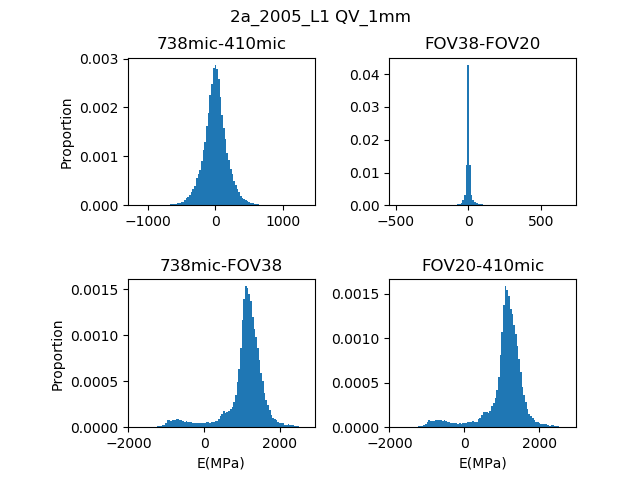 2a_2005_L1 QV_1mm
738mic-410mic
FOV38-FOV20
Proportion
0.003
0.002
0.001
0.000
−1000 0 1000
0.04
0.03
0.02
0.01
0.00
−500 0 500
738mic-FOV38
FOV20-410mic
Proportion
0.0015
0.0010
0.0005
0.0000
−2000 0 2000
E(MPa)
0.0015
0.0010
0.0005
0.0000
−2000 0 2000
E(MPa)